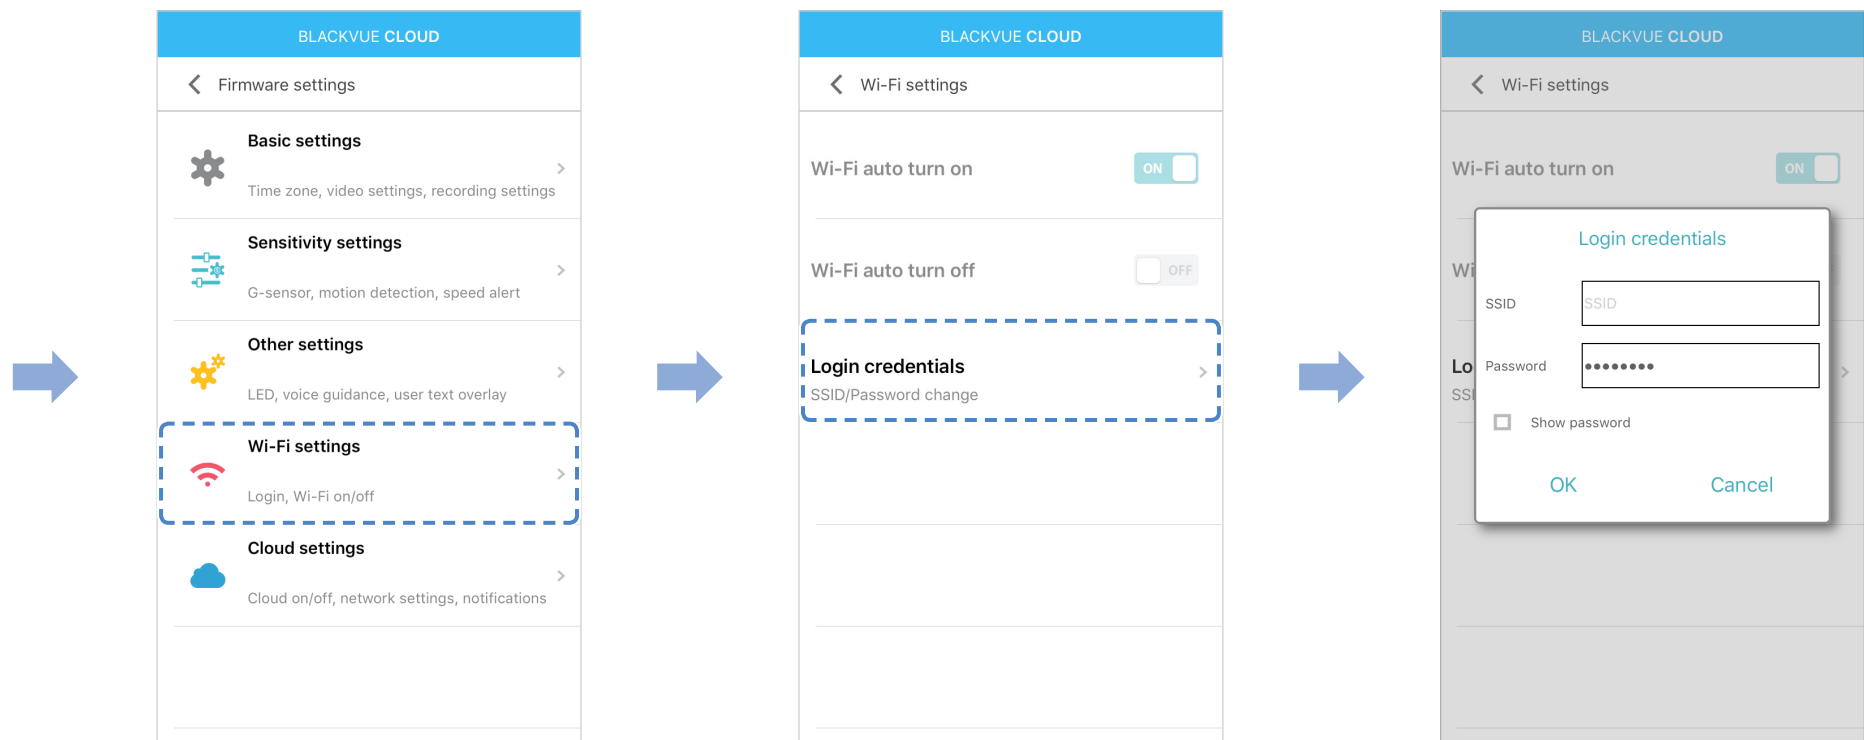 BLACKVUE CLOUD
Firmware settings
Basic settings
Time zone, video settings, recording settings
Sensitivity settings
G-sensor, motion detection, speed alert
Other settings
LED, voice guidance, user text overlay
Wi-Fi settings
Login, Wi-Fi on/off
Cloud settings
Cloud on/off, network settings, notifications
BLACKVUE CLOUD
Wi-Fi settings
Wi-Fi auto turn on
ON
Wi-Fi auto turn off
OFF
Login credentials
SSID/Password change
BLACKVUE CLOUD
Wi-Fi settings
Wi-Fi auto turn on
ON
Wi
Lo
SSI
Login credentials
SSID
SSID
Password ••••••••
Show password
OK
Cancel